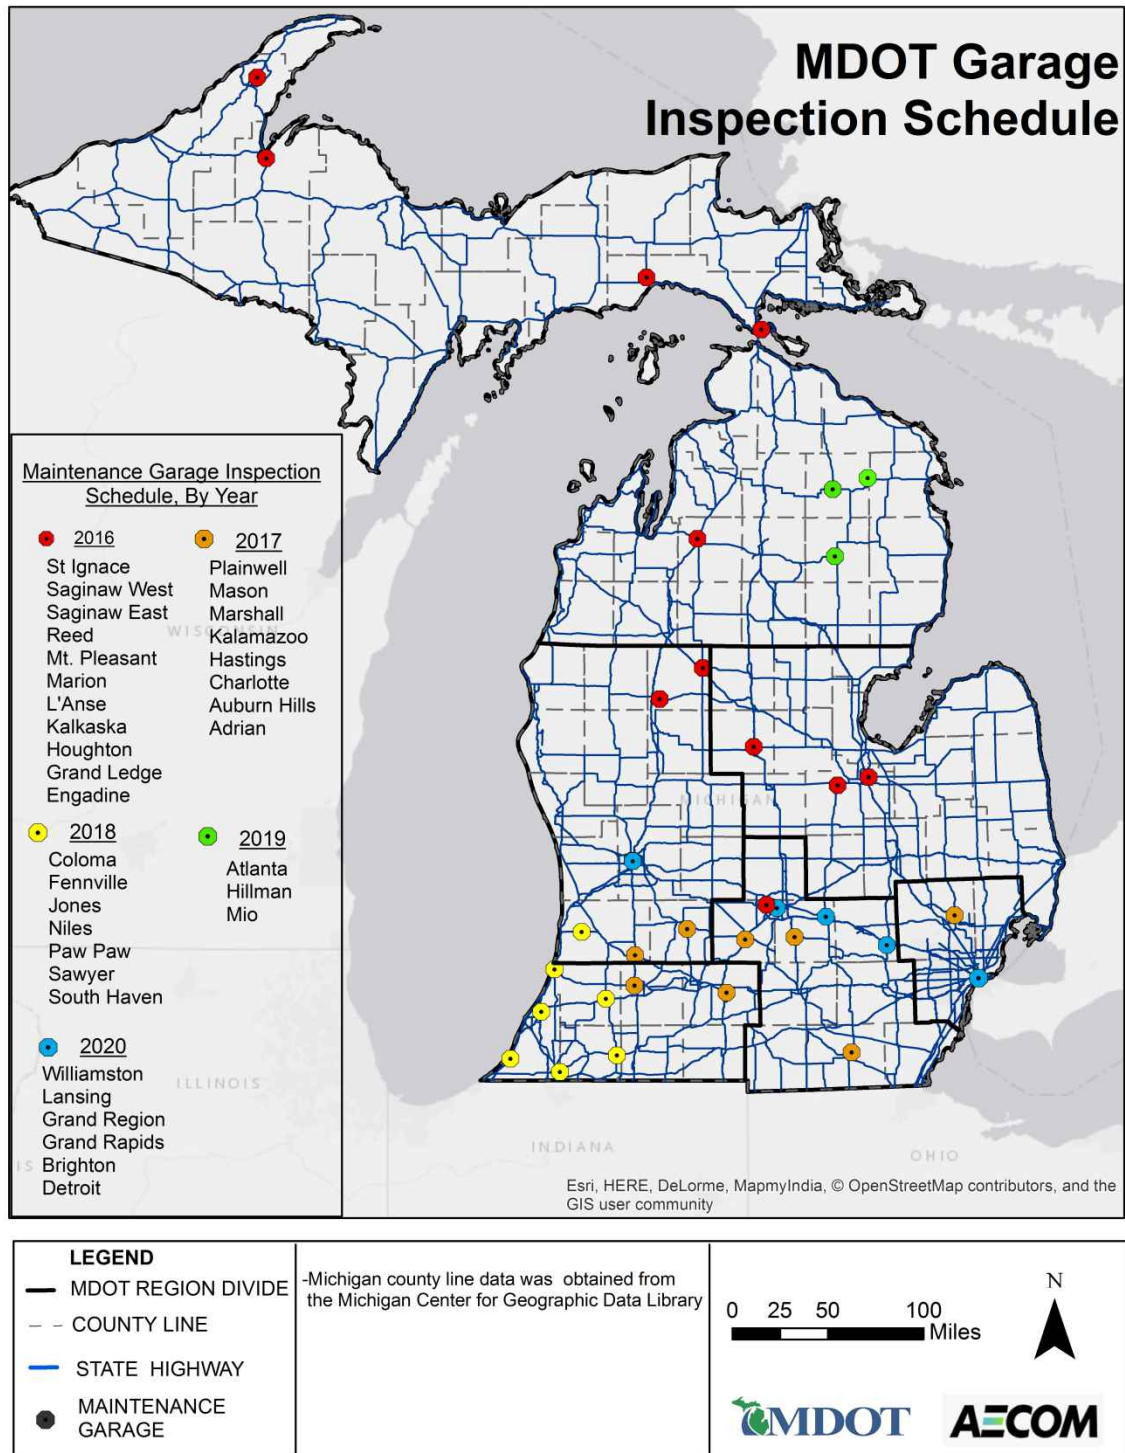 MDOT Garage
Inspection Schedule
Maintenance Garage Inspection
Schedule, By Year
2016
St Ignace
Saginaw West
Saginaw East
Reed
Mt. Pleasant
Marion
L'Anse
Kalkaska
Houghton
Grand Ledge
Engadine
2017
Plainwell
Mason
Marshall
Kalamazoo
Hastings
Charlotte
Auburn Hills
Adrian
2018
Coloma
Fennville
Jones
Niles
Paw Paw
Sawyer
South Haven
2019
Atlanta
Hillman
Mio
2020
Williamston
Lansing
Grand Region
Grand Rapids
Brighton
Detroit
WISCONSIN
MICHIGAN
ILLINOIS
IS
INDIANA
OHIO
Esri, HERE, DeLorme, MapmyIndia, © OpenStreetMap contributors, and the
GIS user community
LEGEND
MDOT REGION DIVIDE
COUNTY LINE
STATE HIGHWAY
MAINTENANCE
GARAGE
-Michigan county line data was obtained from
the Michigan Center for Geographic Data Library
0 25 50 100
Miles
N
MDOT
AECOM